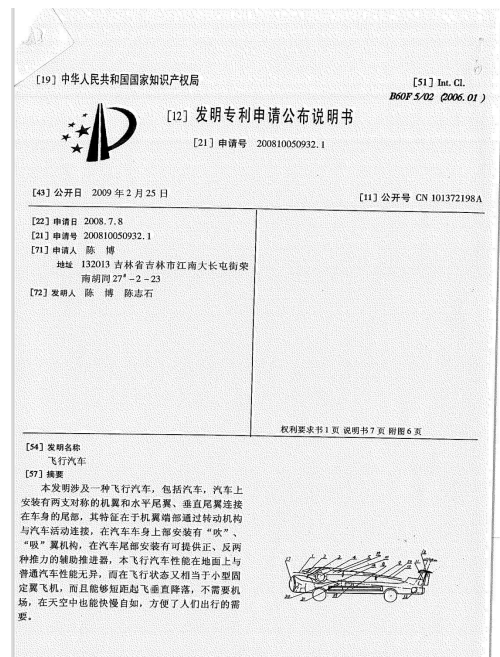 [19] 中华人民共和国国家知识产权局
[51] Int. Cl.
B60F 5/02 (2006.01)
[12] 发明专利申请公布说明书
[21] 申请号 200810050932.1
[43] 公开日 2009 年 2 月 25 日
[11] 公开号 CN 101372198A
[22] 申请日 2008.7.8
[21] 申请号 200810050932.1
[71] 申请人 陈 博
地址 132013 吉林省吉林市江南大长屯街荣
南胡同 27#-2-23
[72] 发明人 陈 博 陈志石
权利要求书 1 页 说明书 7 页 附图 6 页
[54] 发明名称
飞行汽车
[57] 摘要
本发明涉及一种飞行汽车，包括汽车，汽车上
安装有两支对称的机翼和水平尾翼、垂直尾翼连接
在车身的尾部，其特征在于机翼端部通过转动机构
与汽车活动连接，在汽车车身上部安装有“吹”、
“吸”翼机构，在汽车尾部安装有可提供正、反两
种推力的辅助推进器，本飞行汽车性能在地面上与
普通汽车性能无异，而在飞行状态又相当于小型固
定翼飞机，而且能够短距起飞垂直降落，不需要机
场，在天空中也能快慢自如，方便了人们出行的需
要。